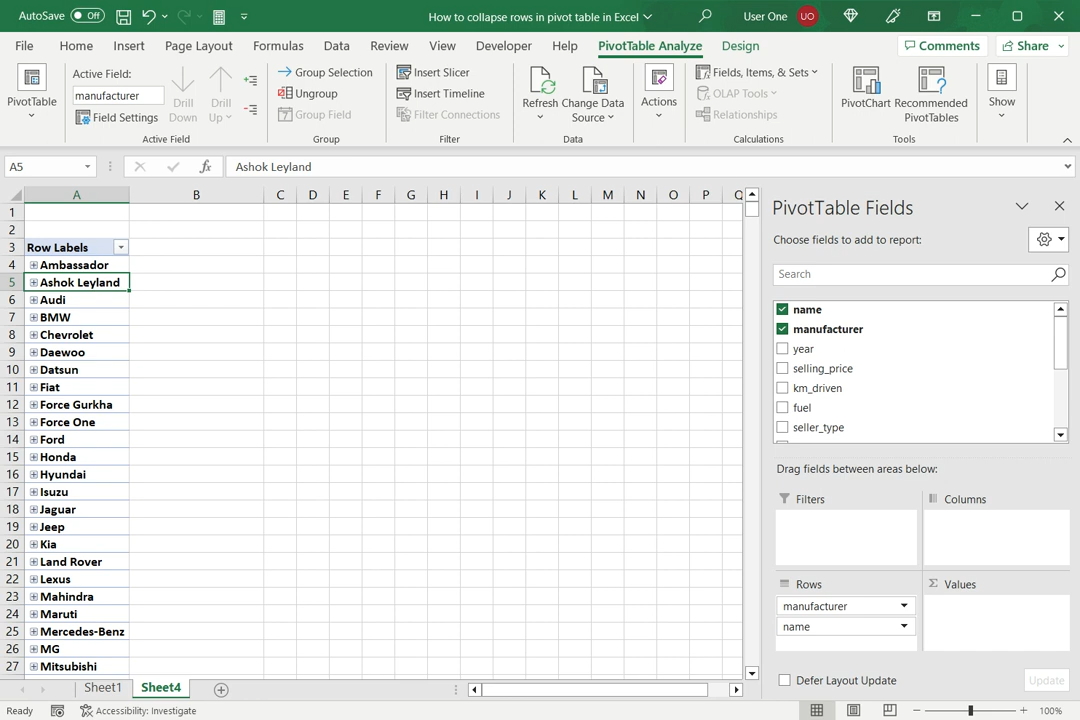 AutoSave Off How to collapse rows in pivot table in Excel User One UO
File Home Insert Page Layout Formulas Data Review View Developer Help PivotTable Analyze Design Comments Share
PivotTable
Active Field:
manufacturer
Field Settings
Drill Down
Drill Up
Active Field
Group Selection
Ungroup
Group Field
Group
Insert Slicer
Insert Timeline
Filter Connections
Filter
Refresh
Change Data Source
Data
Actions
Fields, Items, & Sets
OLAP Tools
Relationships
Calculations
PivotChart
Recommended PivotTables
Tools
Show
A5 fx Ashok Leyland
A B C D E F G H I J K L M N O P Q
1
2
3 Row Labels
4 Ambassador
5 Ashok Leyland
6 Audi
7 BMW
8 Chevrolet
9 Daewoo
10 Datsun
11 Fiat
12 Force Gurkha
13 Force One
14 Ford
15 Honda
16 Hyundai
17 Isuzu
18 Jaguar
19 Jeep
20 Kia
21 Land Rover
22 Lexus
23 Mahindra
24 Maruti
25 Mercedes-Benz
26 MG
27 Mitsubishi
PivotTable Fields
Choose fields to add to report:
Search
name
manufacturer
year
selling_price
km_driven
fuel
seller_type
Drag fields between areas below:
Filters
Columns
Rows
Σ Values
manufacturer
name
Defer Layout Update
Update
Sheet1 Sheet4
Ready Accessibility: Investigate 100%